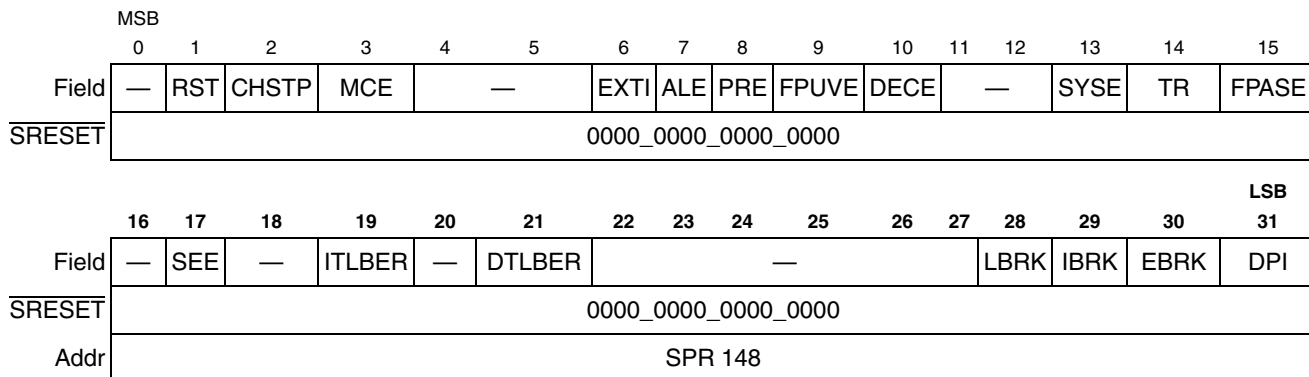 MSB
0 1 2 3 4 5 6 7 8 9 10 11 12 13 14 15
Field — RST CHSTP MCE — EXTI ALE PRE FPUVE DECE — SYSE TR FPASE
SRESET 0000_0000_0000_0000
LSB
16 17 18 19 20 21 22 23 24 25 26 27 28 29 30 31
Field — SEE — ITLBER — DTLBER — LBRK IBRK EBRK DPI
SRESET 0000_0000_0000_0000
Addr SPR 148